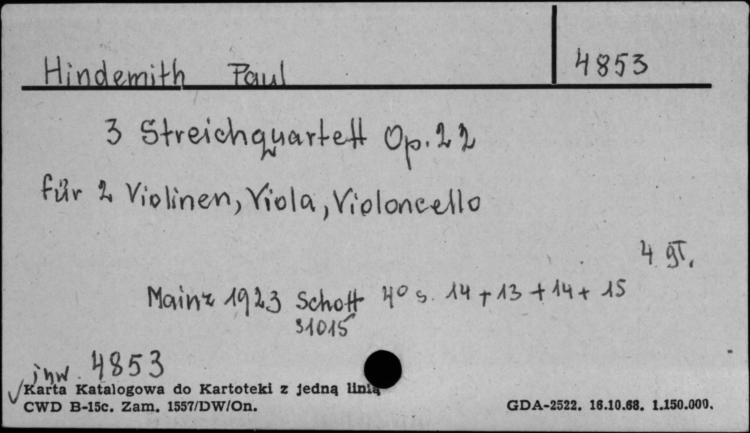 Hindemith Paul 4853
3 Streichquartett Op. 22
für 2 Violinen, Viola, Violoncello
4 gł.
Mainz 1923 Schott 4° s. 14 + 13 + 14 + 15
31015
inw. 4853
Karta Katalogowa do Kartoteki z jedną linią
CWD B-15c. Zam. 1557/DW/On. GDA-2522. 16.10.68. 1.150.000.